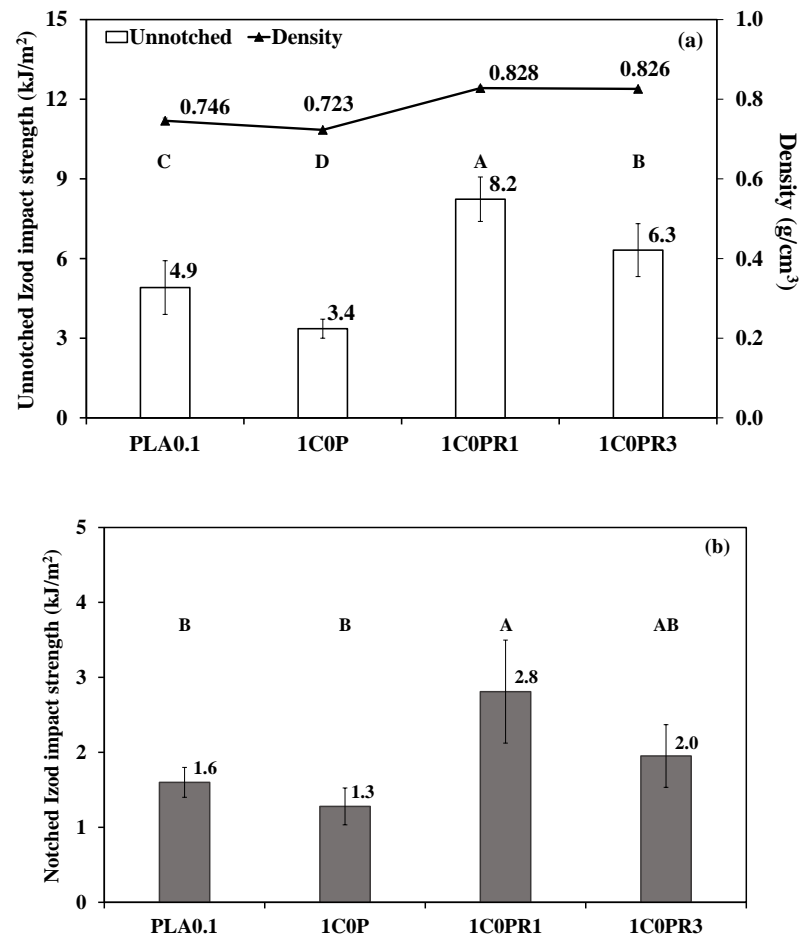 15
1.0
Unnotched
Density
(a)
0.746
0.723
0.828
0.826
12
0.8
C
D
A
B
9
8.2
0.6
6
4.9
6.3
0.4
3
3.4
0.2
0
0.0
PLA0.1
1C0P
1C0PR1
1C0PR3
Unnotched Izod impact strength (kJ/m²)
Density (g/cm³)
5
(b)
4
B
B
A
AB
3
2.8
2
1.6
1.3
2.0
1
0
PLA0.1
1C0P
1C0PR1
1C0PR3
Notched Izod impact strength (kJ/m²)